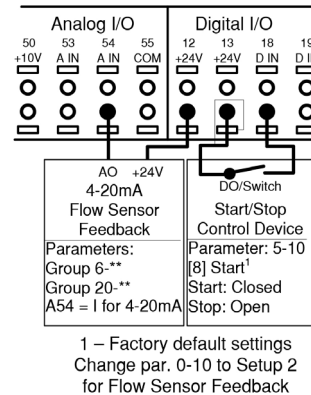 Analog I/O
Digital I/O
50 53 54 55 12 13 18 19
+10V A IN A IN COM +24V +24V D IN
AO +24V
4-20mA
Flow Sensor
Feedback
Parameters:
Group 6-**
Group 20-**
A54 = I for 4-20mA
DO/Switch
Start/Stop
Control Device
Parameter: 5-10
[8] Start¹
Start: Closed
Stop: Open
1 – Factory default settings
Change par. 0-10 to Setup 2
for Flow Sensor Feedback